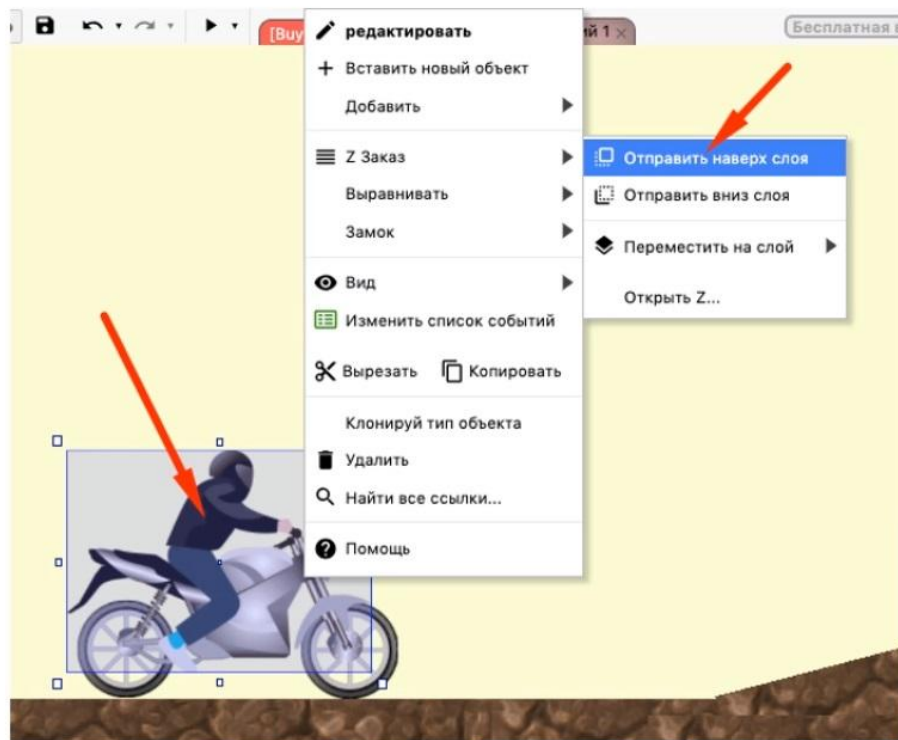 [Buy
ий 1
Бесплатная
редактировать
Вставить новый объект
Добавить
Z Заказ
Выравнивать
Замок
Вид
Изменить список событий
Вырезать Копировать
Клонируй тип объекта
Удалить
Найти все ссылки...
Помощь
Отправить наверх слоя
Отправить вниз слоя
Переместить на слой
Открыть Z...